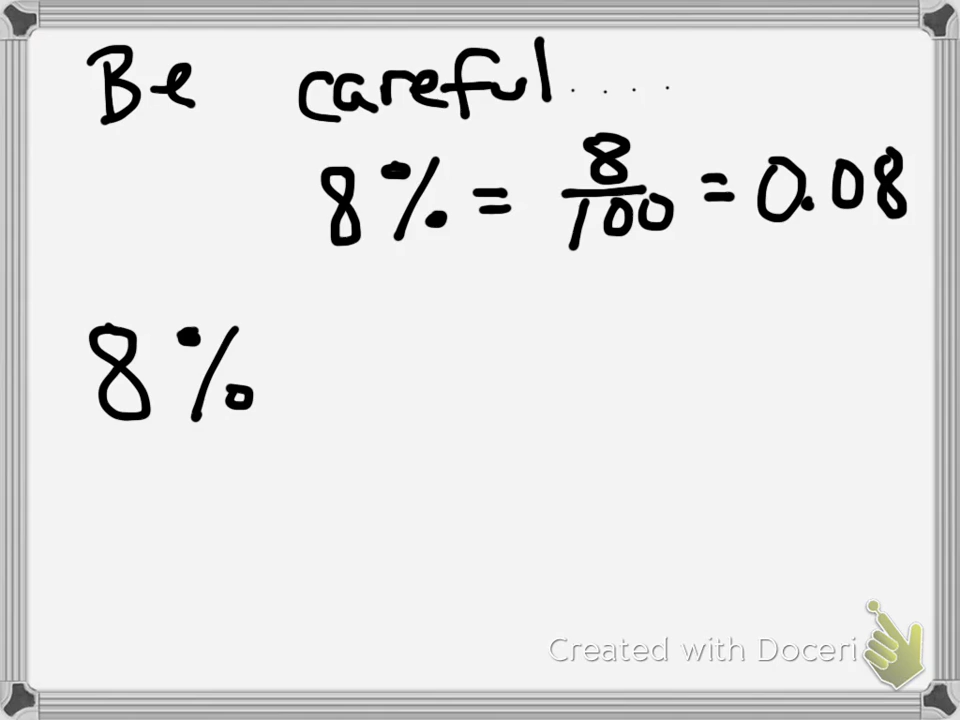 Be careful....
8% = 8/100 = 0.08
8%
Created with Doceri